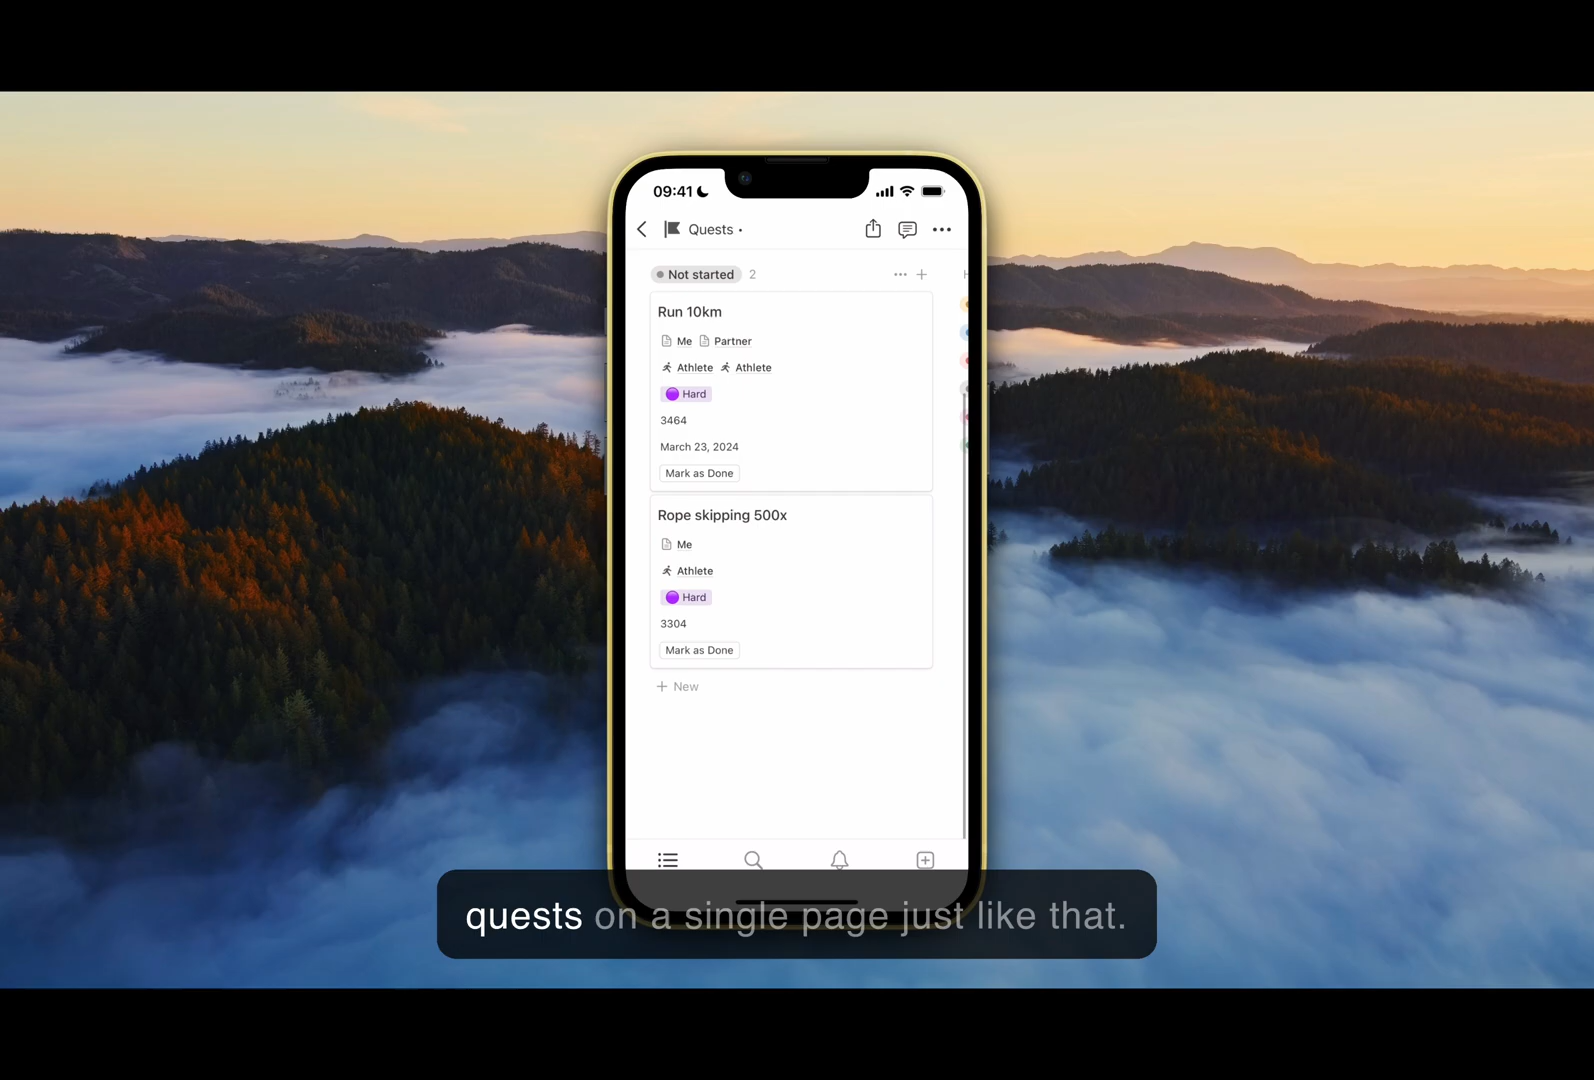 09:41
Quests •
Not started 2
Run 10km
Me Partner
Athlete Athlete
Hard
3464
March 23, 2024
Mark as Done
Rope skipping 500x
Me
Athlete
Hard
3304
Mark as Done
+ New
quests on a single page just like that.